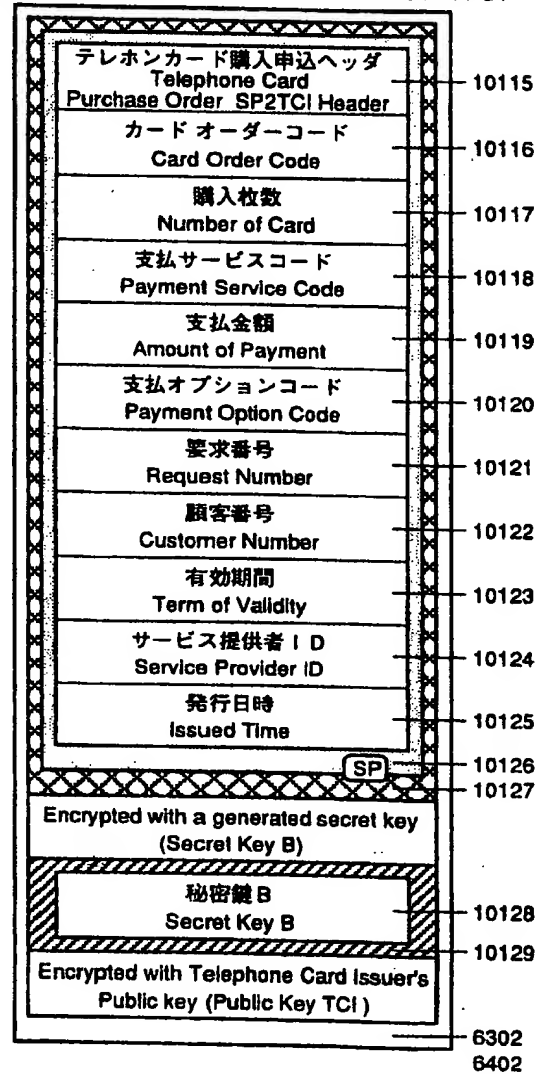 テレホンカード購入申込ヘッダ
Telephone Card
Purchase Order SP2TCI Header
10115
カード オーダーコード
Card Order Code
10116
購入枚数
Number of Card
10117
支払サービスコード
Payment Service Code
10118
支払金額
Amount of Payment
10119
支払オプションコード
Payment Option Code
10120
要求番号
Request Number
10121
顧客番号
Customer Number
10122
有効期間
Term of Validity
10123
サービス提供者ID
Service Provider ID
10124
発行日時
Issued Time
10125
SP
10126
10127
Encrypted with a generated secret key
(Secret Key B)
秘密鍵B
Secret Key B
10128
10129
Encrypted with Telephone Card Issuer's
Public key (Public Key TCI )
6302
6402